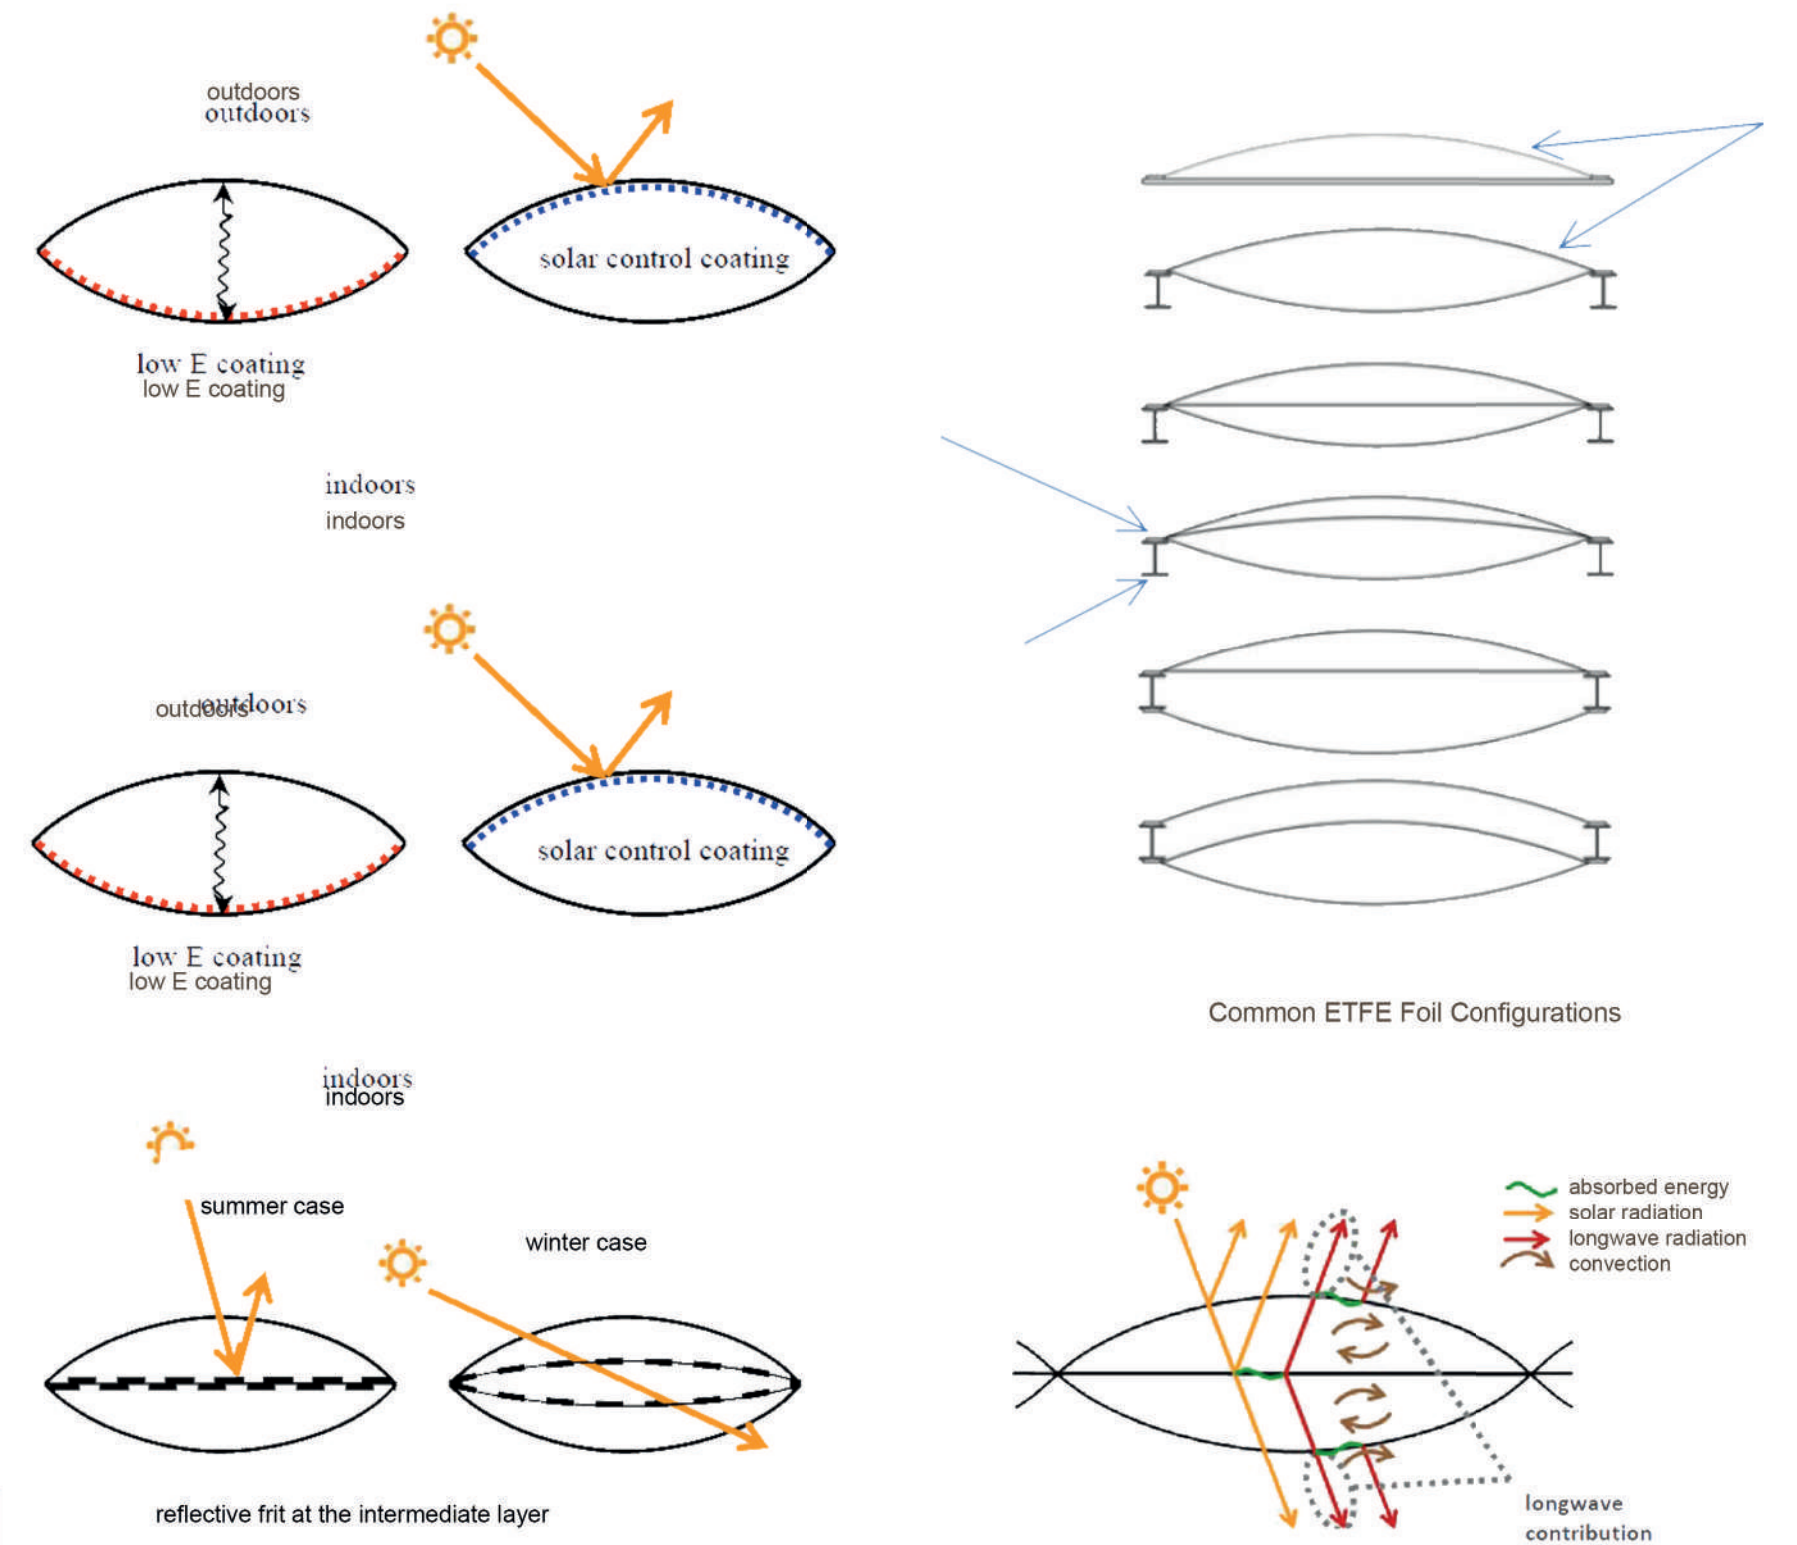 outdoors
outdoors
solar control coating
low E coating
low E coating
indoors
indoors
outdoors
outdoors
solar control coating
low E coating
low E coating
indoors
indoors
summer case
winter case
reflective frit at the intermediate layer
Common ETFE Foil Configurations
absorbed energy
solar radiation
longwave radiation
convection
longwave
contribution